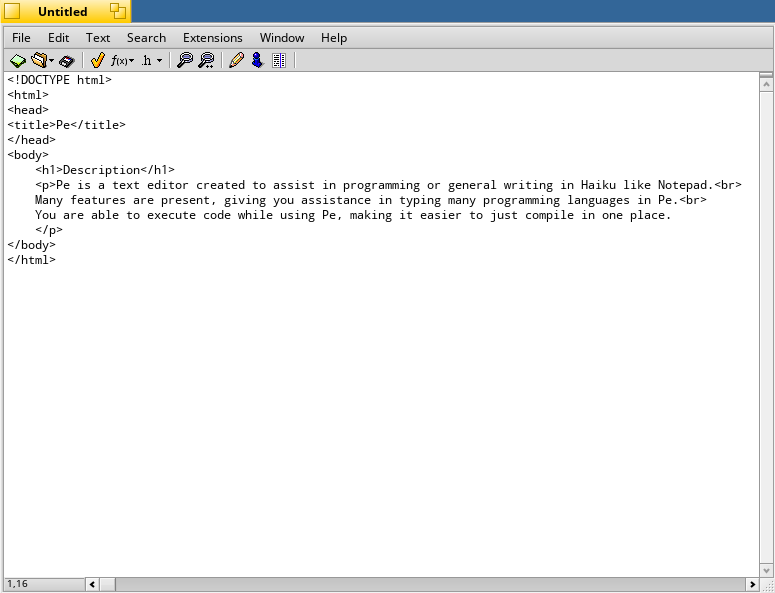 Untitled
File Edit Text Search Extensions Window Help
f(x) .h
<!DOCTYPE html>
<html>
<head>
<title>Pe</title>
</head>
<body>
    <h1>Description</h1>
    <p>Pe is a text editor created to assist in programming or general writing in Haiku like Notepad.<br>
    Many features are present, giving you assistance in typing many programming languages in Pe.<br>
    You are able to execute code while using Pe, making it easier to just compile in one place.
    </p>
</body>
</html>
1,16